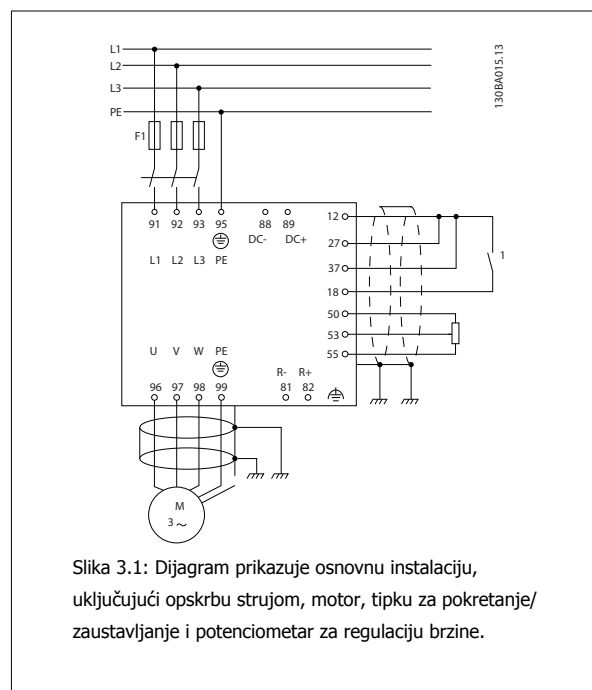 L1
L2
L3
PE
130BA015.13
F1
91 92 93 95 88 89
DC- DC+
L1 L2 L3 PE
12
27
37
18
50
53
55
1
U V W PE
96 97 98 99
R- R+
81 82
M
3 ~
Slika 3.1: Dijagram prikazuje osnovnu instalaciju,
uključujući opskrbu strujom, motor, tipku za pokretanje/
zaustavljanje i potenciometar za regulaciju brzine.